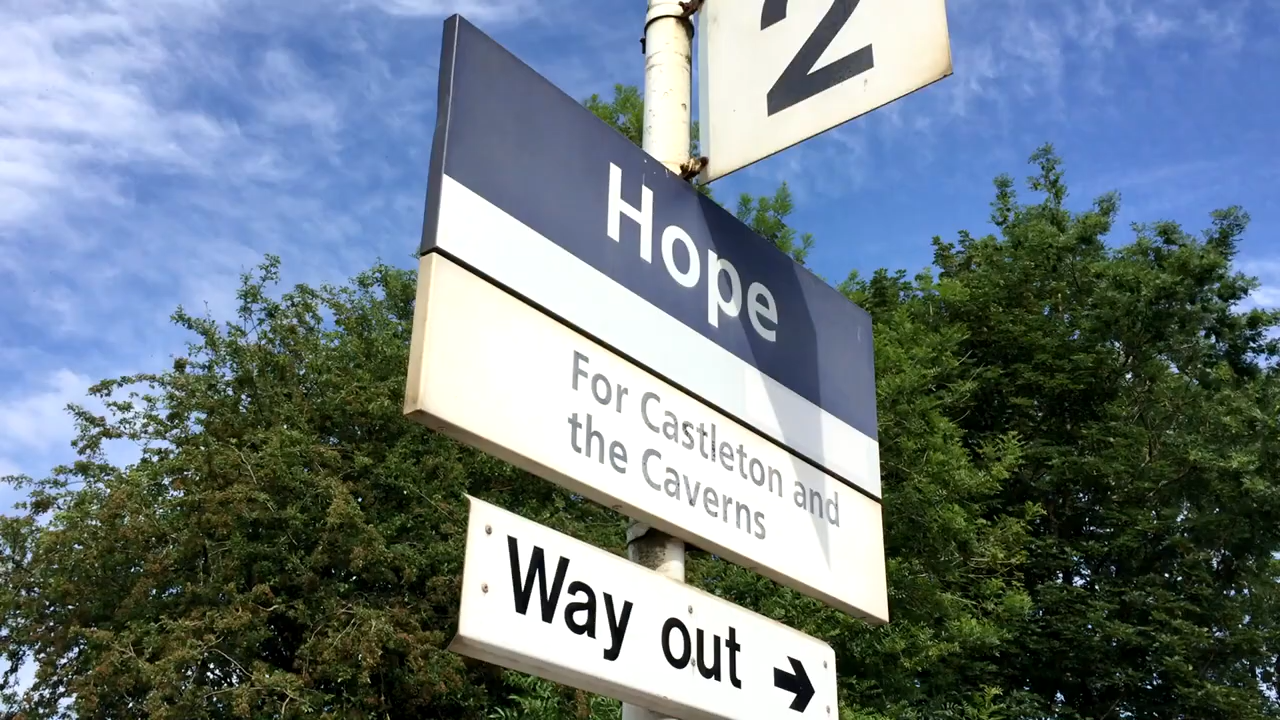 2
Hope
For Castleton and
the Caverns
Way out →